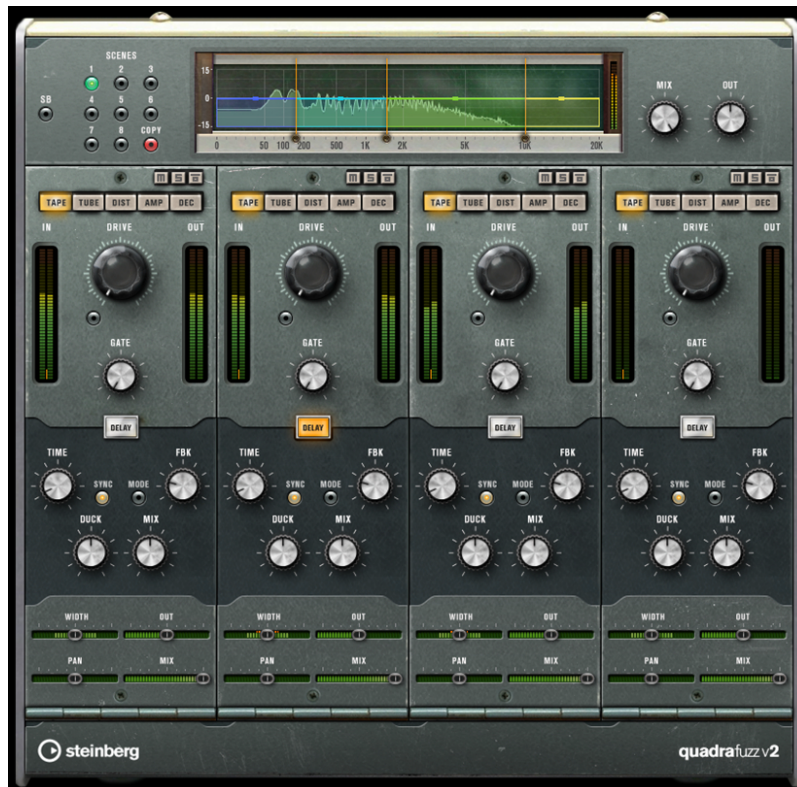 SCENES
1 2 3
SB
4 5 6
7 8 COPY
15
0
-15
0 50 100 200 500 1K 2K 5K 10K 20K
MIX OUT
M S
TAPE TUBE DIST AMP DEC
IN DRIVE OUT
GATE
DELAY
TIME FBK
SYNC MODE
DUCK MIX
WIDTH OUT
PAN MIX
M S
TAPE TUBE DIST AMP DEC
IN DRIVE OUT
GATE
DELAY
TIME FBK
SYNC MODE
DUCK MIX
WIDTH OUT
PAN MIX
M S
TAPE TUBE DIST AMP DEC
IN DRIVE OUT
GATE
DELAY
TIME FBK
SYNC MODE
DUCK MIX
WIDTH OUT
PAN MIX
M S
TAPE TUBE DIST AMP DEC
IN DRIVE OUT
GATE
DELAY
TIME FBK
SYNC MODE
DUCK MIX
WIDTH OUT
PAN MIX
steinberg
quadrafuzz v2